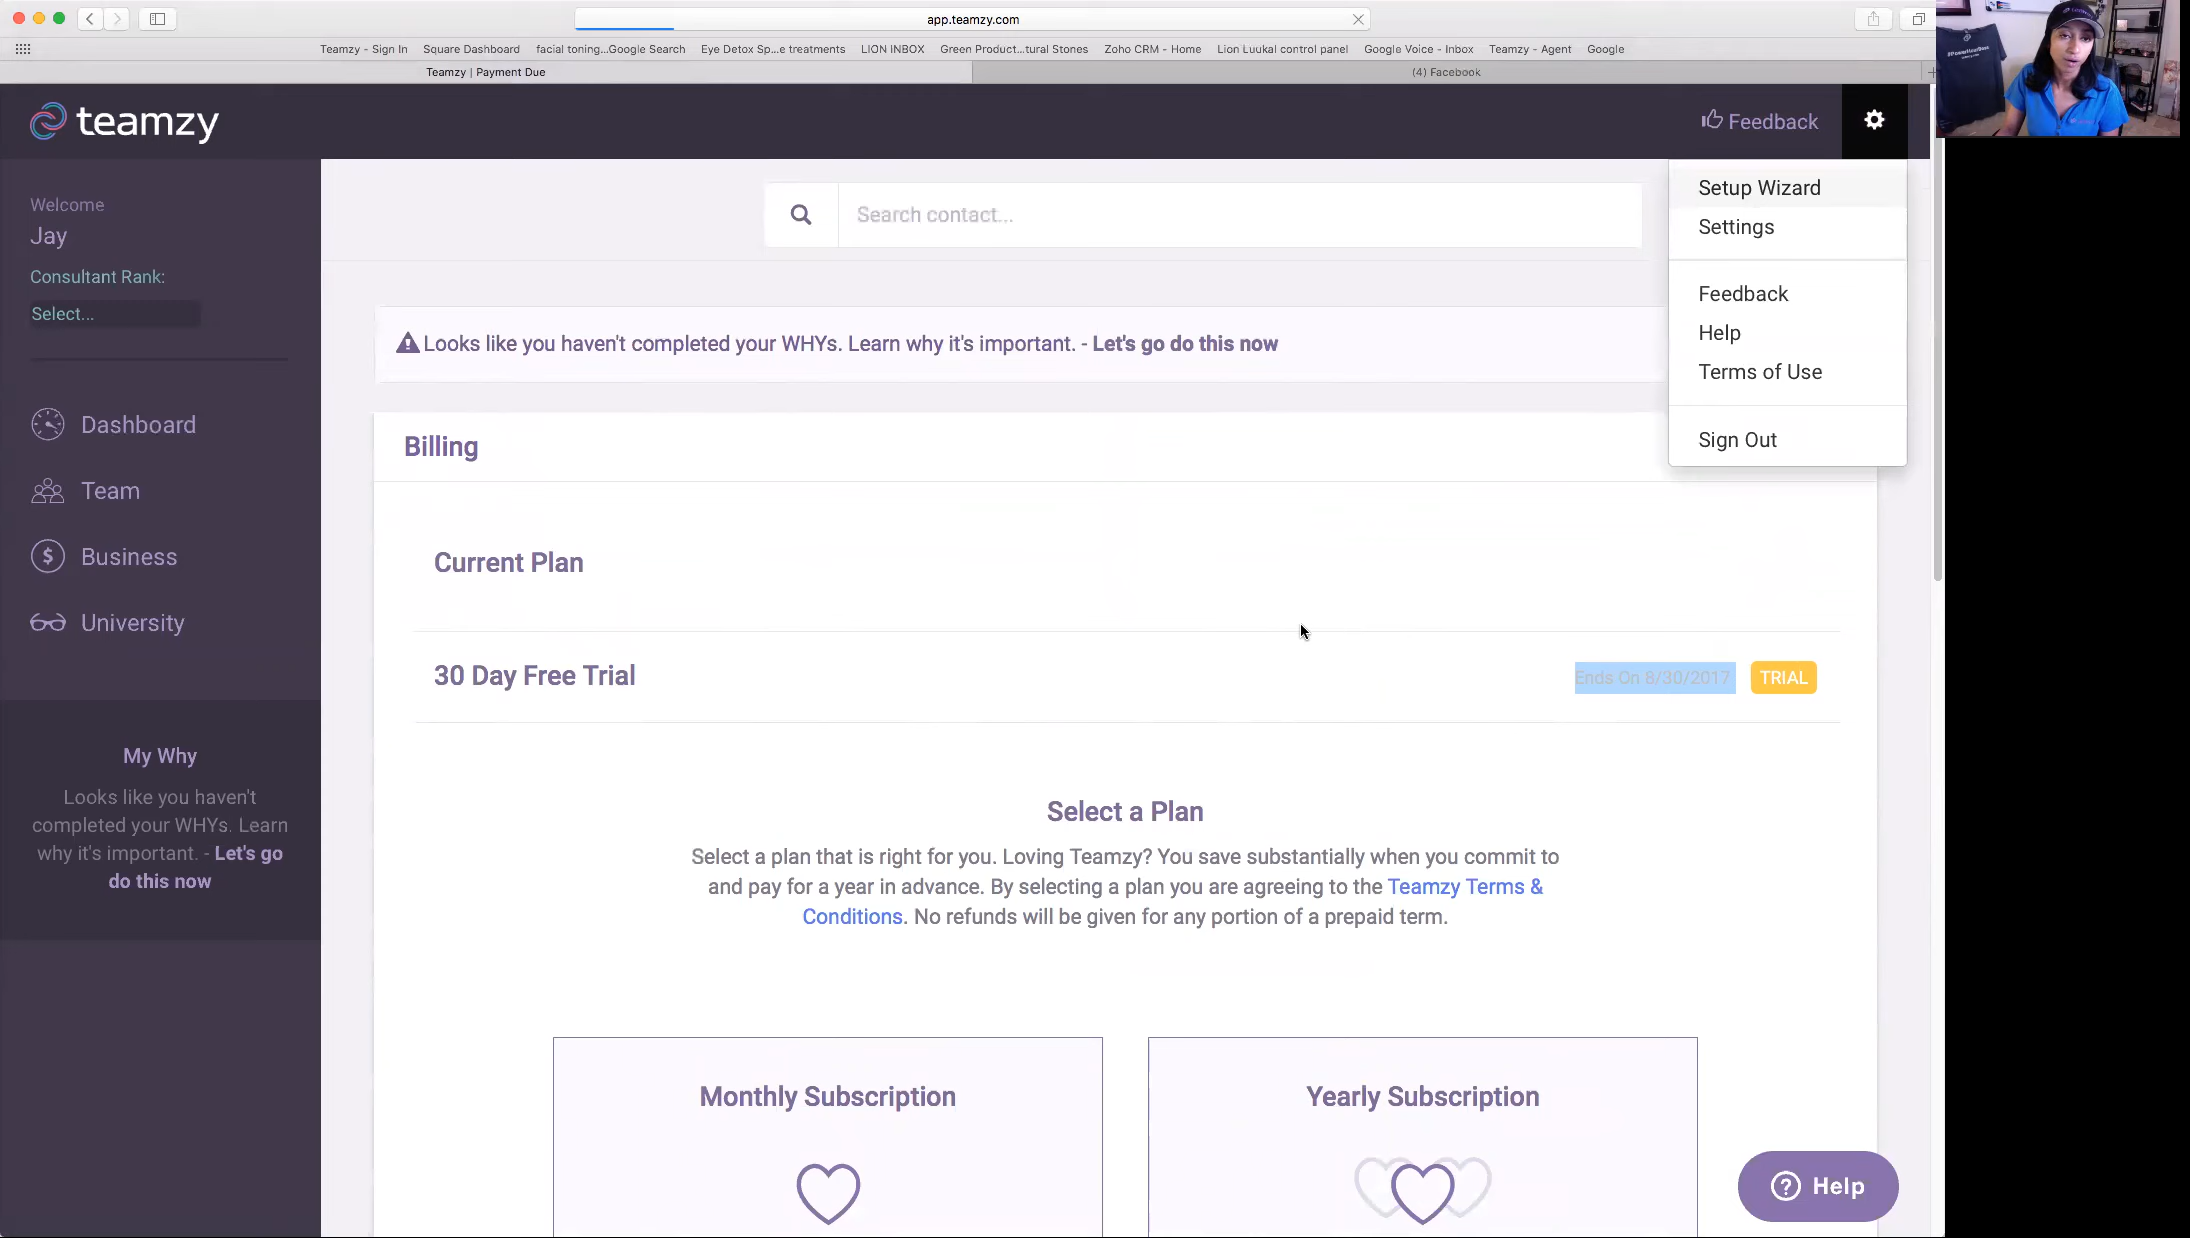 app.teamzy.com
Teamzy - Sign In
Square Dashboard
facial toning...Google Search
Eye Detox Sp...e treatments
LION INBOX
Green Product...tural Stones
Zoho CRM - Home
Lion Luukal control panel
Google Voice - Inbox
Teamzy - Agent
Google
Teamzy | Payment Due
(4) Facebook
teamzy
Feedback
Setup Wizard
Settings
Feedback
Help
Terms of Use
Sign Out
Welcome
Jay
Consultant Rank:
Select...
Dashboard
Team
Business
University
My Why
Looks like you haven't
completed your WHYs. Learn
why it's important. - Let's go
do this now
Search contact...
Looks like you haven't completed your WHYs. Learn why it's important. - Let's go do this now
Billing
Current Plan
30 Day Free Trial
Ends On 8/30/2017
TRIAL
Select a Plan
Select a plan that is right for you. Loving Teamzy? You save substantially when you commit to
and pay for a year in advance. By selecting a plan you are agreeing to the Teamzy Terms &
Conditions. No refunds will be given for any portion of a prepaid term.
Monthly Subscription
Yearly Subscription
Help